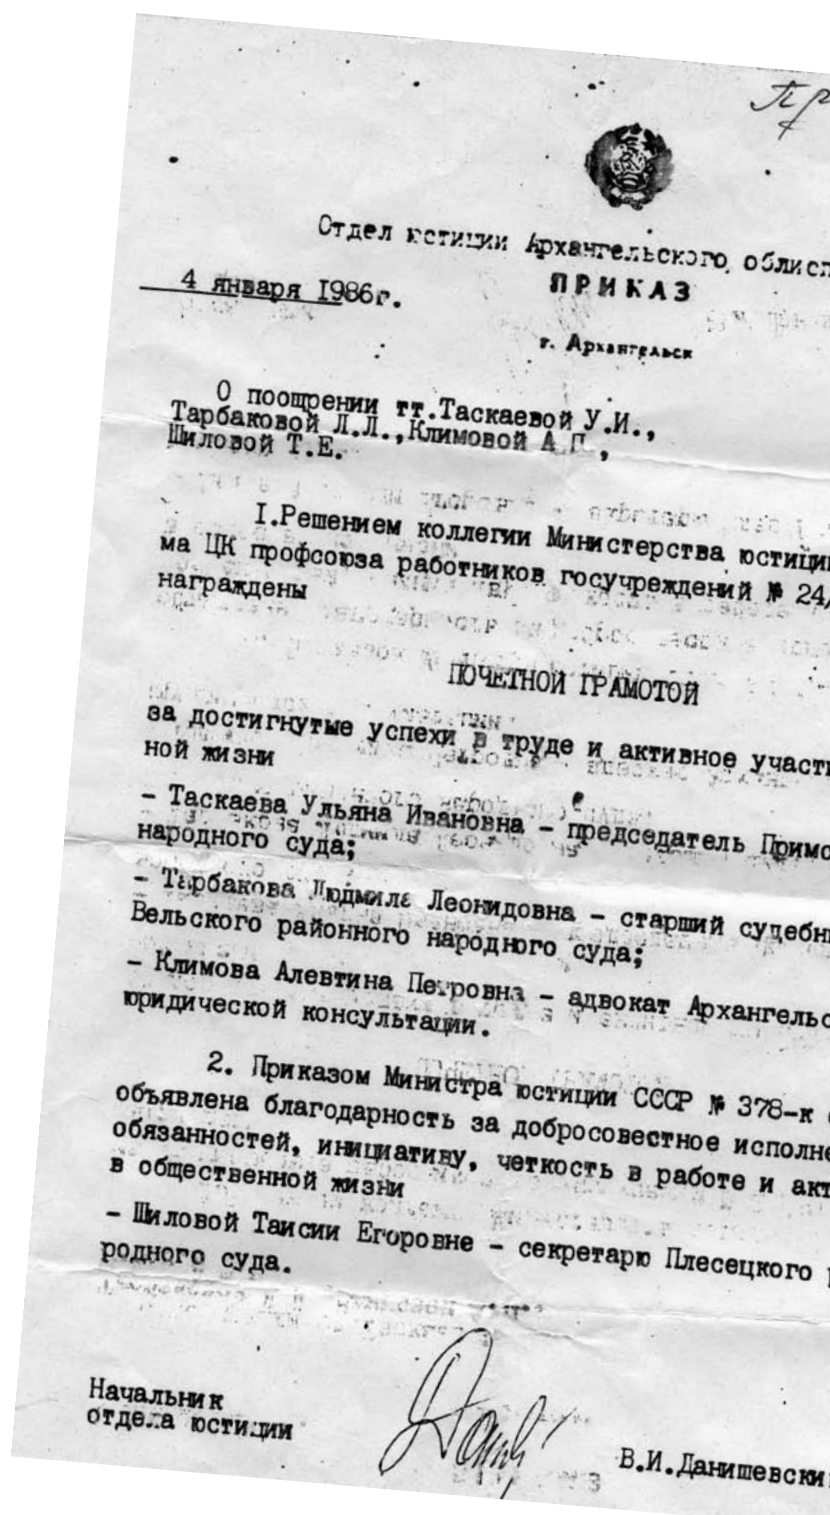 Отдел юстиции Архангельского облисп
4 января 1986г.
ПРИКАЗ
г. Архангельск
О поощрении тт.Таскаевой У.И.,
Тарбаковой Л.Л.,Климовой А.П.,
Шиловой Т.Е.
I.Решением коллегии Министерства юстиции
ма ЦК профсоюза работников госучреждений № 24/
награждены
ПОЧЕТНОЙ ГРАМОТОЙ
за достигнутые успехи в труде и активное участи
ной жизни
- Таскаева Ульяна Ивановна - председатель Примо
народного суда;
- Тарбакова Людмила Леонидовна - старший судебн
Вельского районного народного суда;
- Климова Алевтина Петровна - адвокат Архангельс
юридической консультации.
2. Приказом Министра юстиции СССР № 378-к
объявлена благодарность за добросовестное исполне
обязанностей, инициативу, четкость в работе и акт
в общественной жизни
- Шиловой Таисии Егоровне - секретарю Плесецкого
родного суда.
Начальник
отдела юстиции
В.И.Данишевски